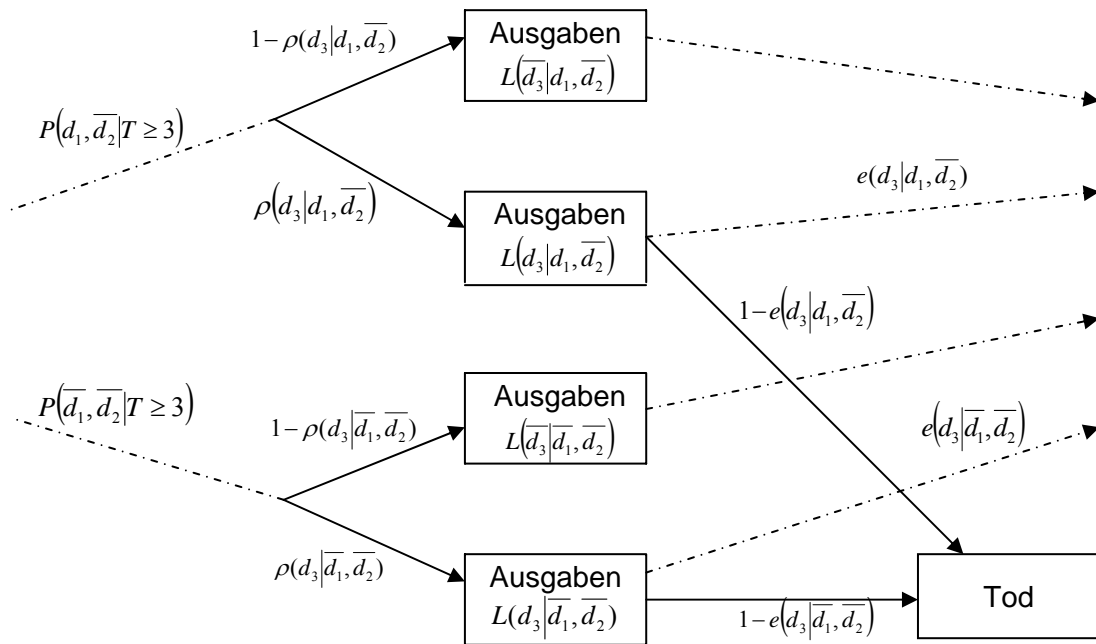 1 − ρ(d₃|d₁, d̅₂)
Ausgaben
L(d̅₃|d₁, d̅₂)
P(d₁, d̅₂|T ≥ 3)
ρ(d₃|d₁, d̅₂)
Ausgaben
L(d₃|d₁, d̅₂)
e(d₃|d₁, d̅₂)
1 − e(d₃|d₁, d̅₂)
P(d̅₁, d̅₂|T ≥ 3)
1 − ρ(d₃|d̅₁, d̅₂)
Ausgaben
L(d̅₃|d̅₁, d̅₂)
e(d₃|d̅₁, d̅₂)
ρ(d₃|d̅₁, d̅₂)
Ausgaben
L(d₃|d̅₁, d̅₂)
1 − e(d₃|d̅₁, d̅₂)
Tod